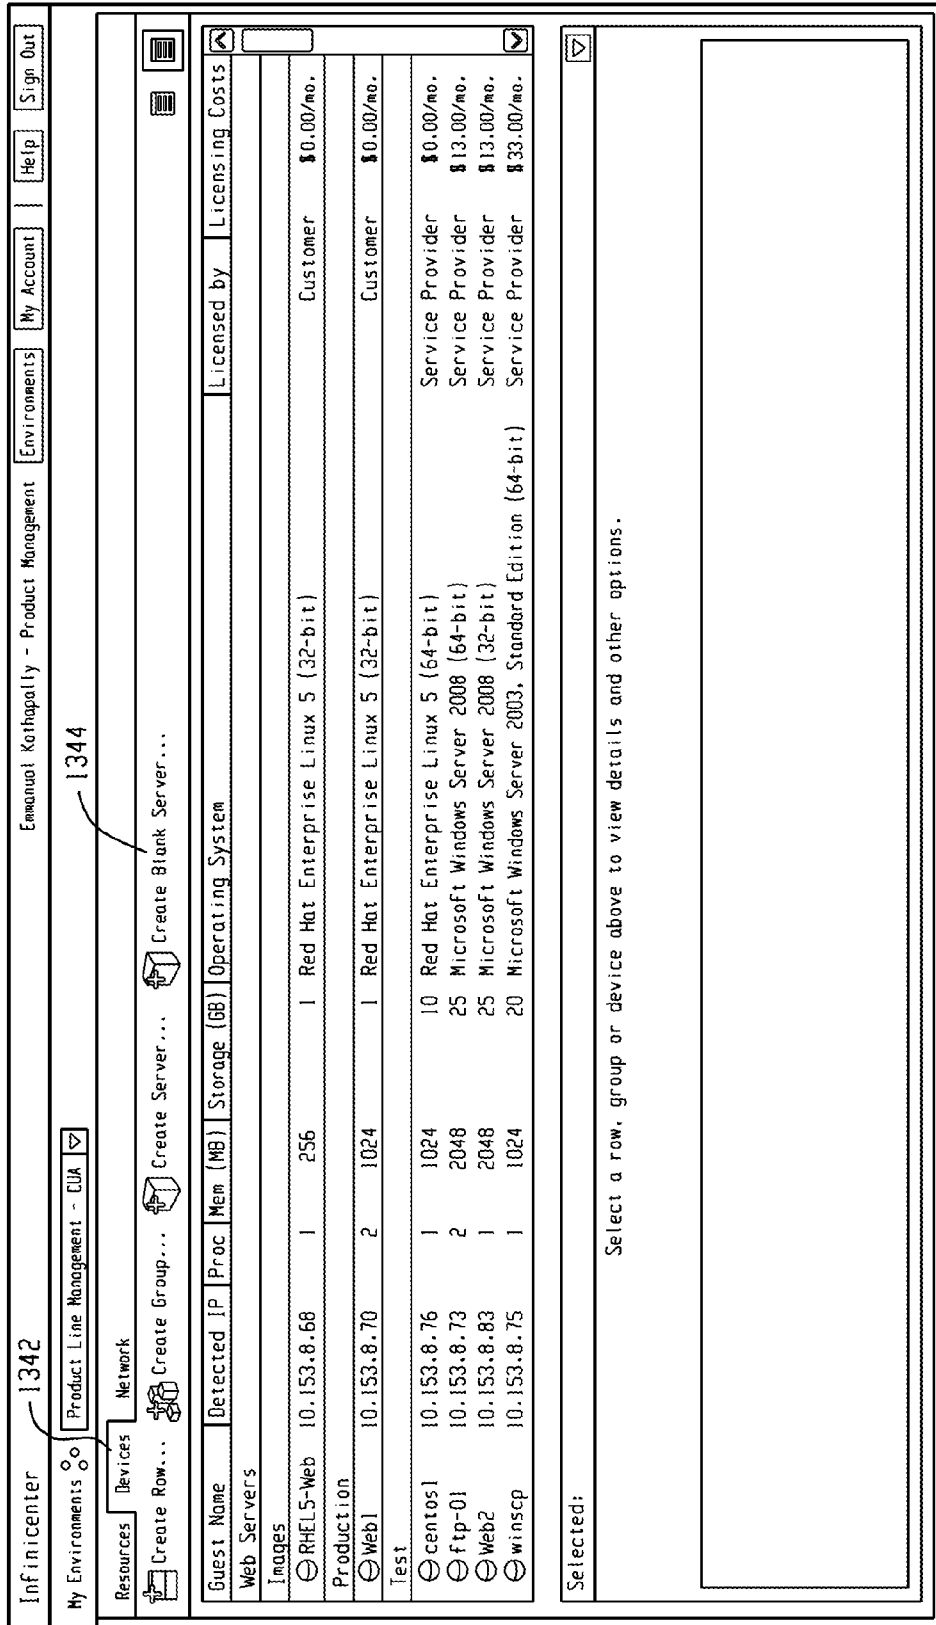 Infinicenter
1342
Emmanual Kathapally - Product Management Environments My Account | Help Sign Out
My Environments Product Line Management - CUA
1344
Resources Devices Network
Create Row... Create Group... Create Server... Create Blank Server...
Guest Name Detected IP Proc Mem (MB) Storage (GB) Operating System Licensed by Licensing Costs
Web Servers
Images
RHEL5-Web 10.153.8.68 1 256 1 Red Hat Enterprise Linux 5 (32-bit) Customer $0.00/mo.
Production
Web1 10.153.8.70 2 1024 1 Red Hat Enterprise Linux 5 (32-bit) Customer $0.00/mo.
Test
centos1 10.153.8.76 1 1024 10 Red Hat Enterprise Linux 5 (64-bit) Service Provider $0.00/mo.
ftp-01 10.153.8.73 2 2048 25 Microsoft Windows Server 2008 (64-bit) Service Provider $13.00/mo.
Web2 10.153.8.83 1 2048 25 Microsoft Windows Server 2008 (32-bit) Service Provider $13.00/mo.
winscp 10.153.8.75 1 1024 20 Microsoft Windows Server 2003, Standard Edition (64-bit) Service Provider $33.00/mo.
Selected:
Select a row, group or device above to view details and other options.